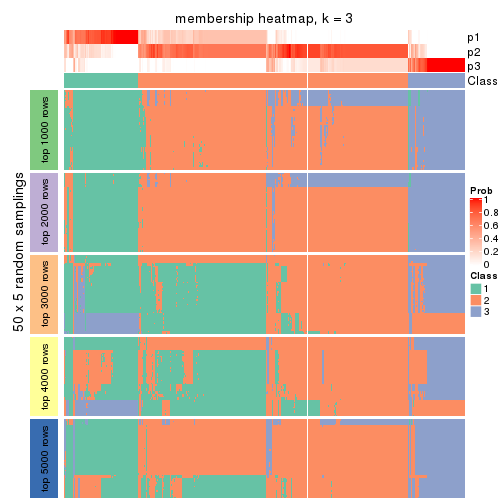 membership heatmap, k = 3
p1
p2
p3
Class
50 x 5 random samplings
top 1000 rows
top 2000 rows
top 3000 rows
top 4000 rows
top 5000 rows
Prob
1
0.8
0.6
0.4
0.2
0
Class
1
2
3